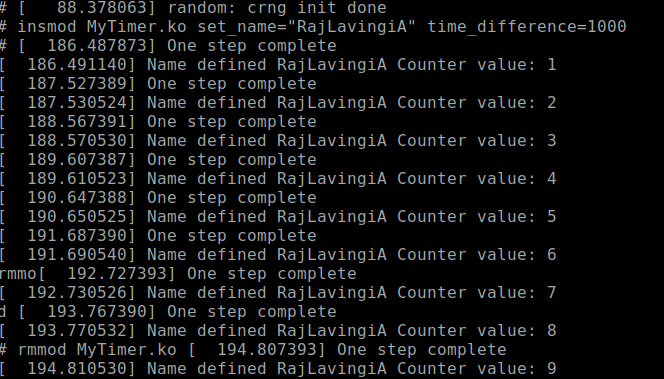 # [   88.378063] random: crng init done
# insmod MyTimer.ko set_name="RajLavingiA" time_difference=1000
# [  186.487873] One step complete
[  186.491140] Name defined RajLavingiA Counter value: 1
[  187.527389] One step complete
[  187.530524] Name defined RajLavingiA Counter value: 2
[  188.567391] One step complete
[  188.570530] Name defined RajLavingiA Counter value: 3
[  189.607387] One step complete
[  189.610523] Name defined RajLavingiA Counter value: 4
[  190.647388] One step complete
[  190.650525] Name defined RajLavingiA Counter value: 5
[  191.687390] One step complete
[  191.690540] Name defined RajLavingiA Counter value: 6
rmmo[  192.727393] One step complete
[  192.730526] Name defined RajLavingiA Counter value: 7
d [  193.767390] One step complete
[  193.770532] Name defined RajLavingiA Counter value: 8
# rmmod MyTimer.ko [  194.807393] One step complete
[  194.810530] Name defined RajLavingiA Counter value: 9